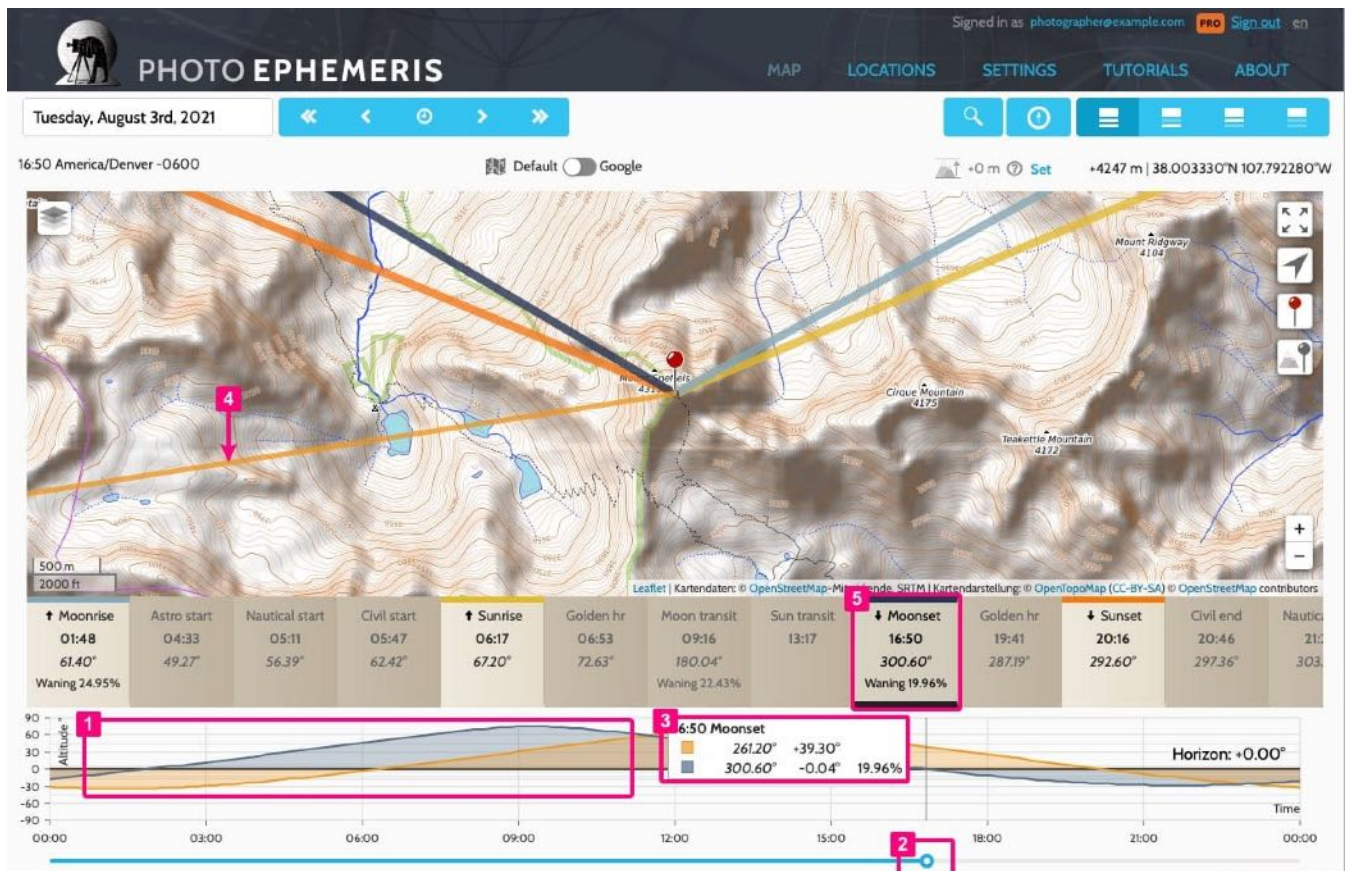 Signed in as photographer@example.com PRO Sign out en
PHOTO EPHEMERIS
MAP LOCATIONS SETTINGS TUTORIALS ABOUT
Tuesday, August 3rd, 2021
16:50 America/Denver -0600
Default Google
+0 m Set
+4247 m | 38.003330°N 107.792280°W
Mount Ridgway
4104
Cirque Mountain
4175
Teakettle Mountain
4172
4
500 m
2000 ft
+
−
Leaflet | Kartendaten: © OpenStreetMap-Mit ende, SRTM | Kartendarstellung: © OpenTopoMap (CC-BY-SA) © OpenStreetMap contributors
5
↑ Moonrise Astro start Nautical start Civil start ↑ Sunrise Golden hr Moon transit Sun transit ↓ Moonset Golden hr ↓ Sunset Civil end Nautic
01:48 04:33 05:11 05:47 06:17 06:53 09:16 13:17 16:50 19:41 20:16 20:46 21:
61.40° 49.27° 56.39° 62.42° 67.20° 72.63° 180.04° 300.60° 287.19° 292.60° 297.36° 303.
Waning 24.95% Waning 22.43% Waning 19.96%
90
60
30
0
-30
-60
-90
Altitude°
1
3
6:50 Moonset
261.20° +39.30°
300.60° -0.04° 19.96%
Horizon: +0.00°
Time
00:00 03:00 06:00 09:00 12:00 15:00 18:00 21:00 00:00
2